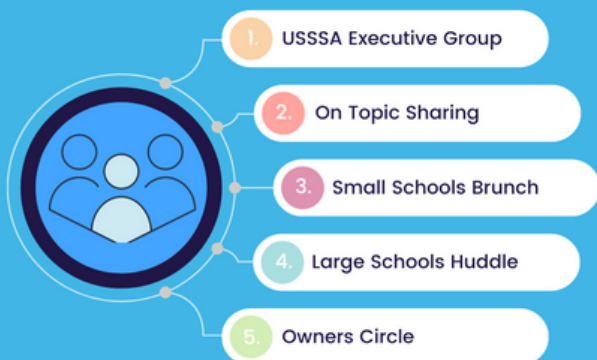 1. USSSA Executive Group
2. On Topic Sharing
3. Small Schools Brunch
4. Large Schools Huddle
5. Owners Circle